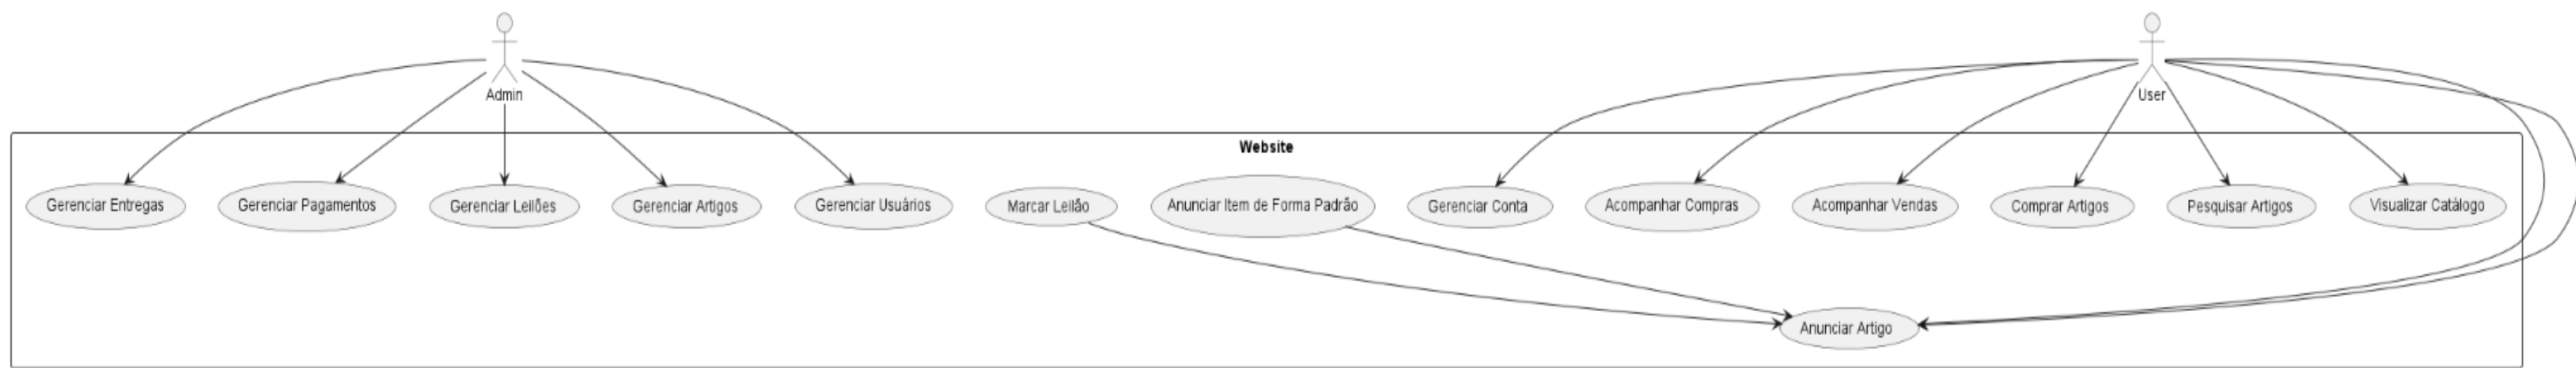 Admin
User
Website
Gerenciar Entregas
Gerenciar Pagamentos
Gerenciar Leilões
Gerenciar Artigos
Gerenciar Usuários
Marcar Leilão
Anunciar Item de Forma Padrão
Gerenciar Conta
Acompanhar Compras
Acompanhar Vendas
Comprar Artigos
Pesquisar Artigos
Visualizar Catálogo
Anunciar Artigo